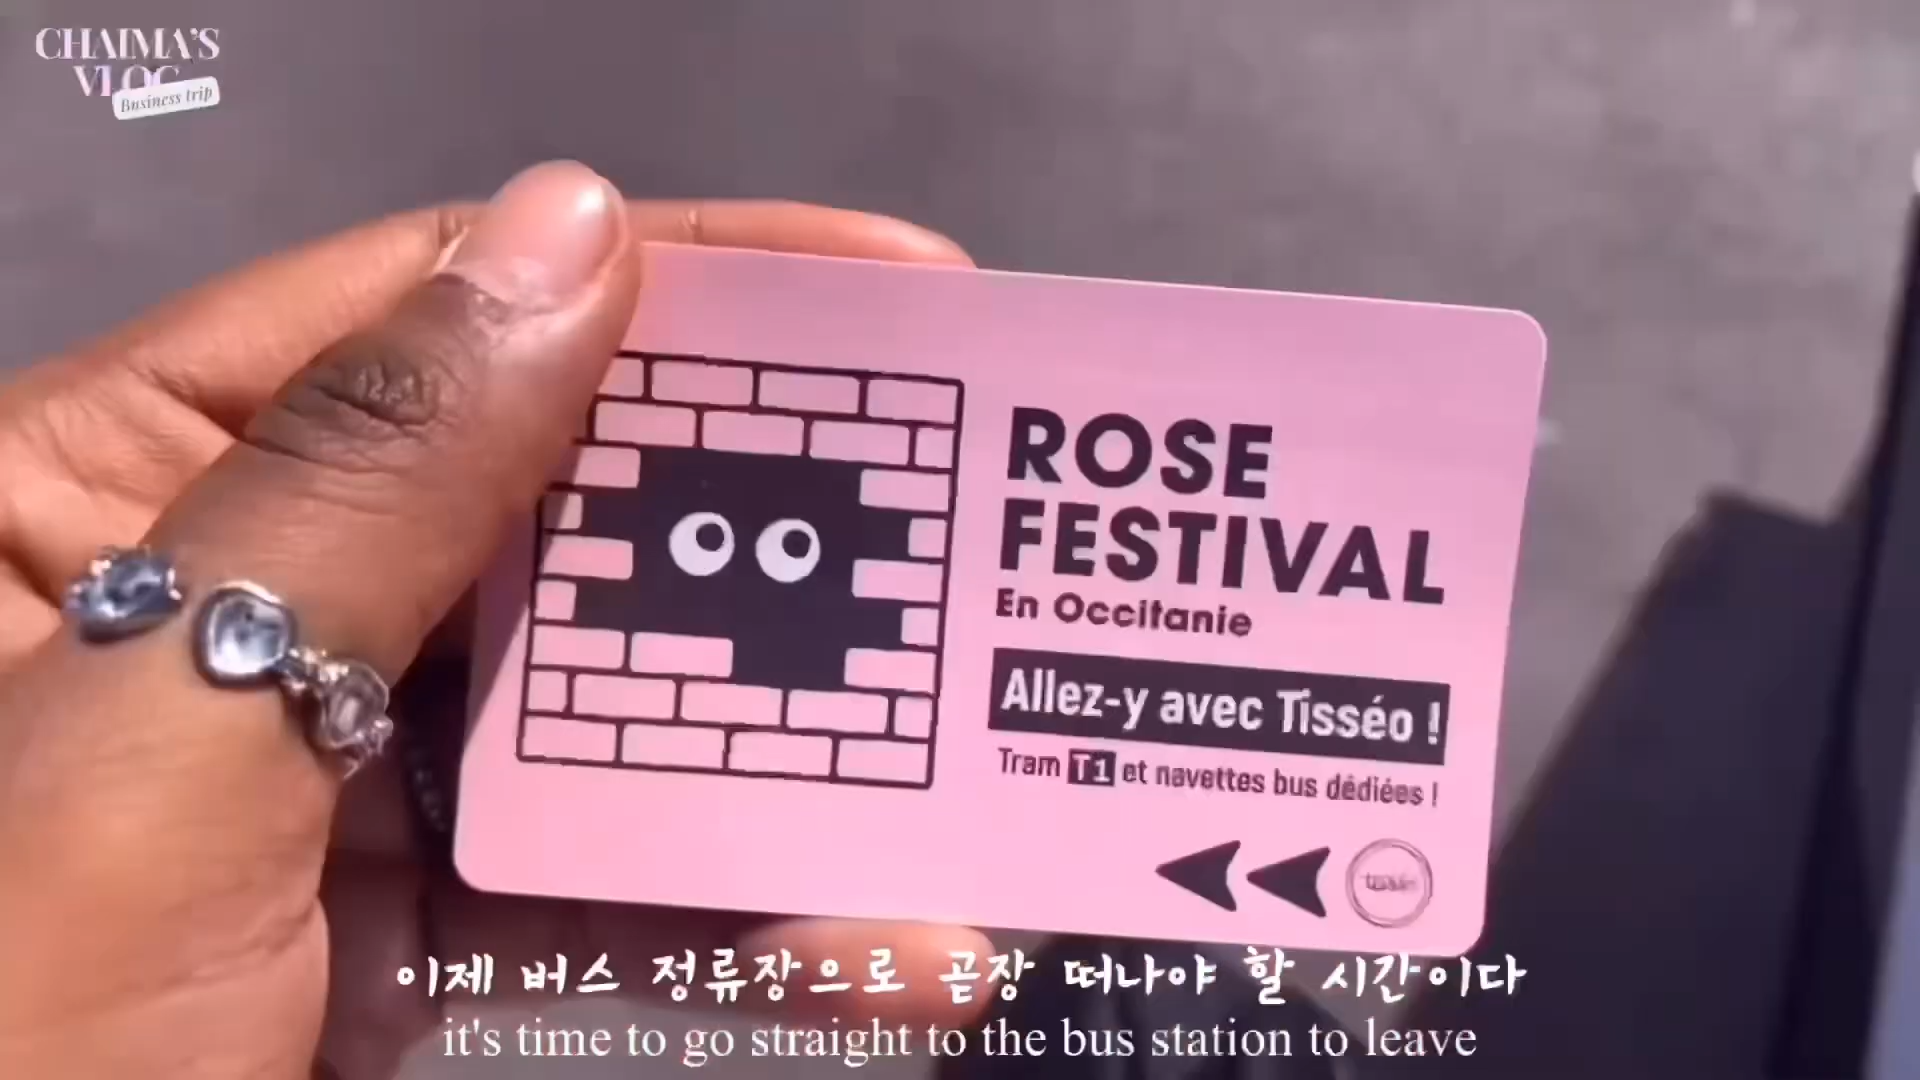 CHAIMA'S
VLOG
Business trip
ROSE
FESTIVAL
En Occitanie
Allez-y avec Tisséo !
Tram T1 et navettes bus dédiées !
tisséo
이제 버스 정류장으로 곧장 떠나야 할 시간이다
it's time to go straight to the bus station to leave